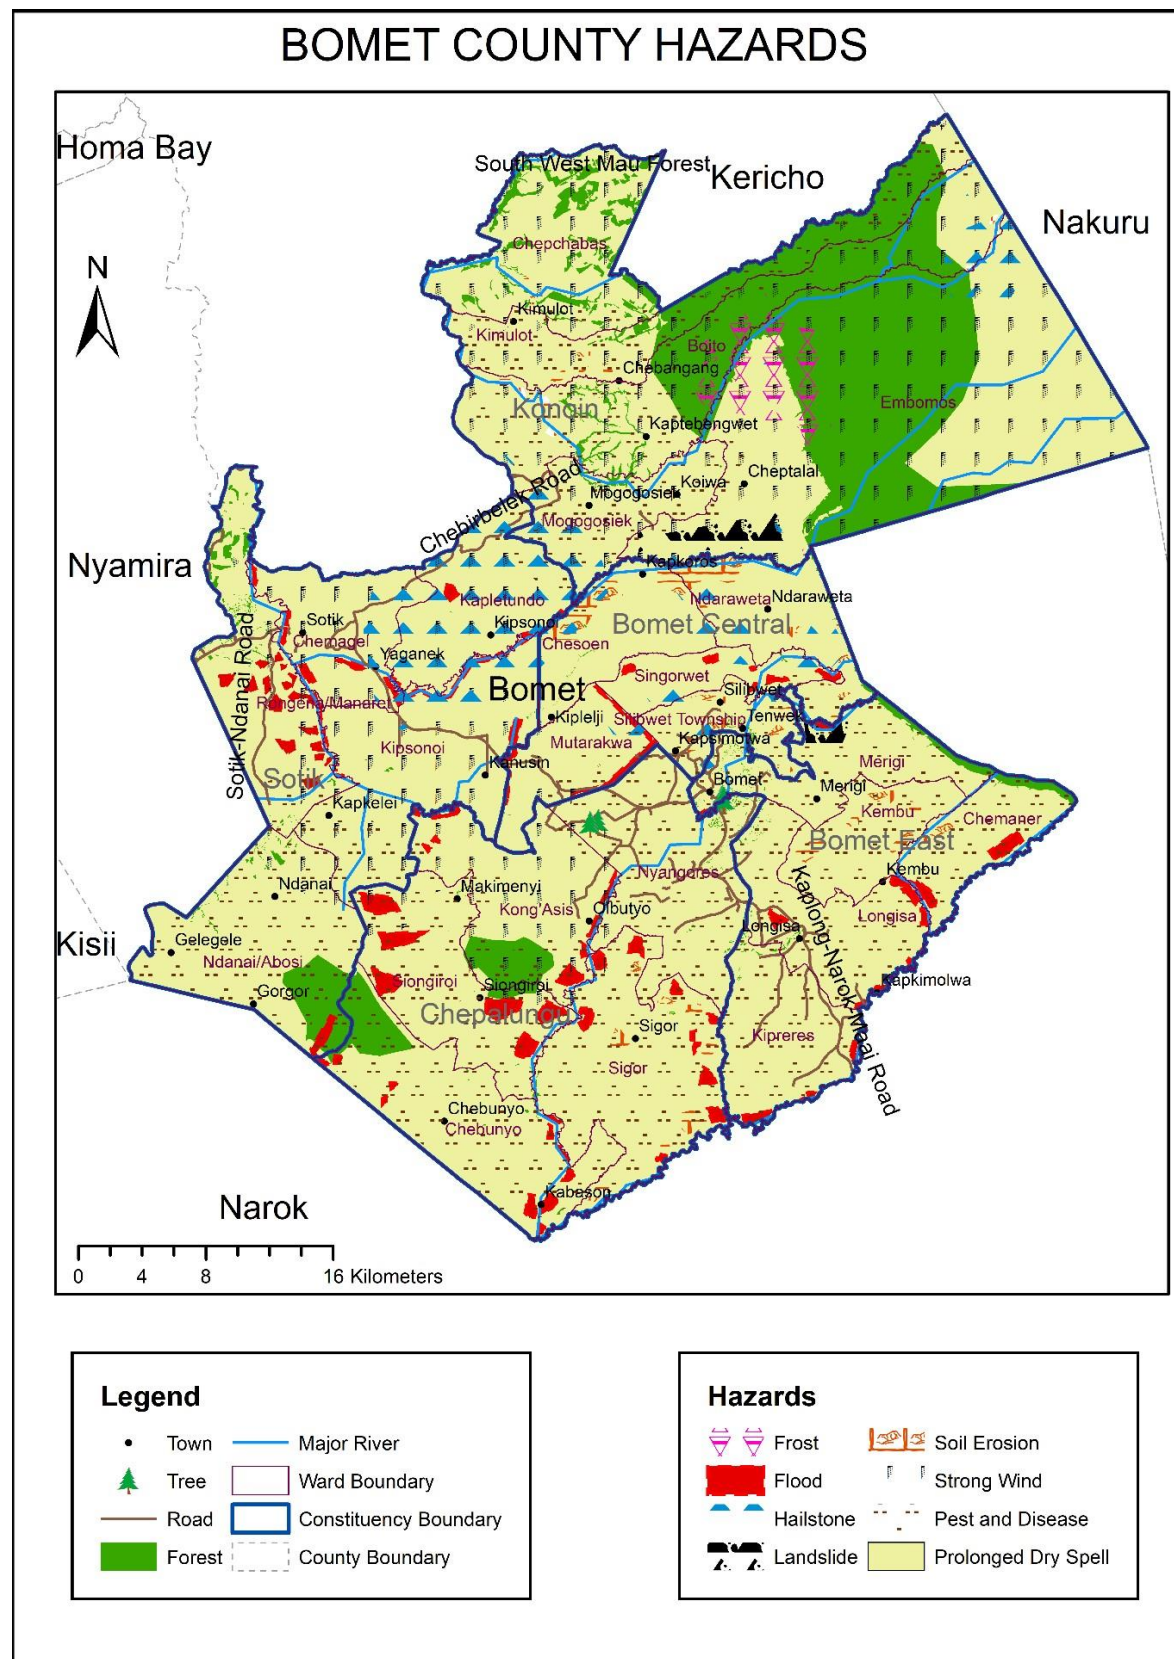 BOMET COUNTY HAZARDS
Homa Bay
South West Mau Forest
Kericho
Nakuru
N
Chepchabas
Kimulot
Kimulot
Boito
Chebangang
Embomos
Konoin
Kaptebengwet
Cheptalal
Koiwa
Mogogosiek
Mogogosiek
Chebirbelek Road
Nyamira
Kapkoros
Kapletundo
Ndaraweta
Ndaraweta
Sotik
Kipsonoi
Bomet Central
Chemagel
Chesoen
Yaganek
Singorwet
Bomet
Rongena/Manaret
Silibwet
Kiplelji
Silibwet Township
Tenwek
Sotik-Ndanai Road
Kipsonoi
Mutarakwa
Kapsimotwa
Merigi
Sotik
Kanusin
Bomet
Merigi
Kapkelei
Kembu
Chemaner
Bomet East
Nyangores
Kembu
Ndanai
Makimenyi
Kong'Asis
Olbutyo
Longisa
Longisa
Kaplong-Narok-Maai Road
Kisii
Gelegele
Ndanai/Abosi
Siongiroi
Siongiroi
Kapkimolwa
Gorgor
Chepalungu
Sigor
Kipreres
Sigor
Chebunyo
Chebunyo
Kabason
Narok
0 4 8 16 Kilometers
Legend
Town
Major River
Tree
Ward Boundary
Road
Constituency Boundary
Forest
County Boundary
Hazards
Frost
Soil Erosion
Flood
Strong Wind
Hailstone
Pest and Disease
Landslide
Prolonged Dry Spell